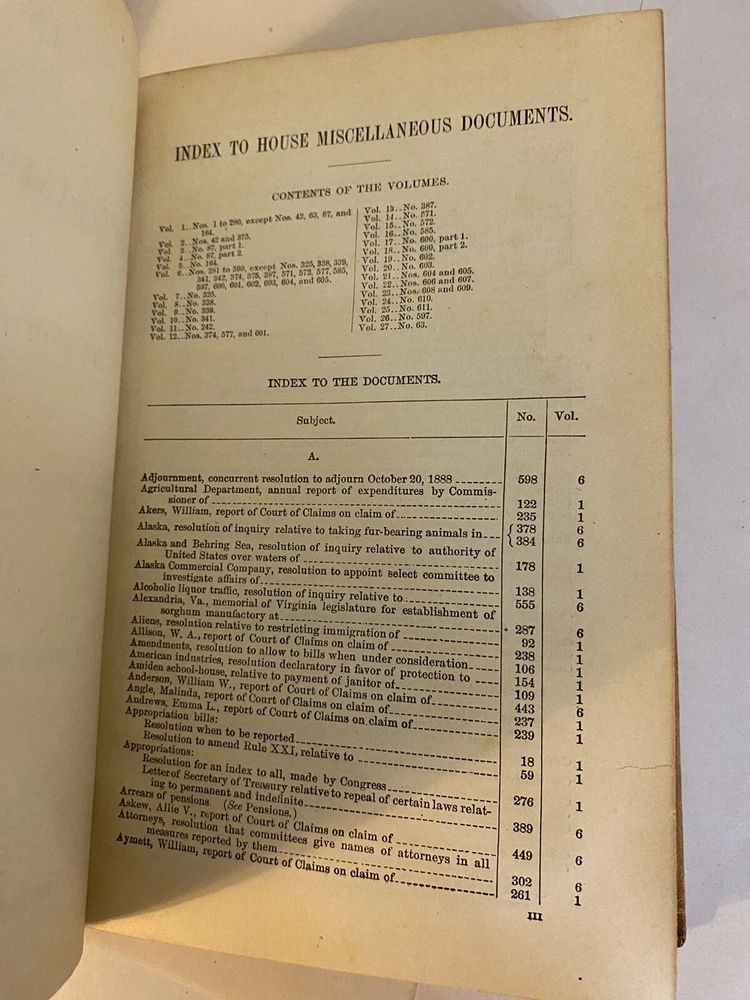 INDEX TO HOUSE MISCELLANEOUS DOCUMENTS.
CONTENTS OF THE VOLUMES.
Vol. 1..Nos. 1 to 280, except Nos. 42, 63, 87, and
164.
Vol. 2..Nos. 42 and 375.
Vol. 3..No. 87, part 1.
Vol. 4..No. 87, part 2.
Vol. 5..No. 164.
Vol. 6..Nos. 281 to 599, except Nos. 325, 338, 339,
341, 342, 374, 375, 387, 571, 572, 577, 585,
597, 600, 601, 602, 603, 604, and 605.
Vol. 7..No. 325.
Vol. 8..No. 338.
Vol. 9..No. 339.
Vol. 10..No. 341.
Vol. 11..No. 242.
Vol. 12..Nos. 374, 577, and 601.
Vol. 13..No. 387.
Vol. 14..No. 571.
Vol. 15..No. 572.
Vol. 16..No. 585.
Vol. 17..No. 600, part 1.
Vol. 18..No. 600, part 2.
Vol. 19..No. 602.
Vol. 20..No. 603.
Vol. 21..Nos. 604 and 605.
Vol. 22..Nos. 606 and 607.
Vol. 23..Nos. 608 and 609.
Vol. 24..No. 610.
Vol. 25..No. 611.
Vol. 26..No. 597.
Vol. 27..No. 63.
INDEX TO THE DOCUMENTS.
Subject. No. Vol.
A.
Adjournment, concurrent resolution to adjourn October 20, 1888 598 6
Agricultural Department, annual report of expenditures by Commis-
sioner of 122 1
Akers, William, report of Court of Claims on claim of 235 1
Alaska, resolution of inquiry relative to taking fur-bearing animals in { 378 6
384 6
Alaska and Behring Sea, resolution of inquiry relative to authority of
United States over waters of 178 1
Alaska Commercial Company, resolution to appoint select committee to
investigate affairs of 138 1
Alcoholic liquor traffic, resolution of inquiry relative to 555 6
Alexandria, Va., memorial of Virginia legislature for establishment of
sorghum manufactory at 287 6
Aliens, resolution relative to restricting immigration of 92 1
Allison, W. A., report of Court of Claims on claim of 238 1
Amendments, resolution to allow to bills when under consideration 106 1
American industries, resolution declaratory in favor of protection to 154 1
Amiden school-house, relative to payment of janitor of 109 1
Anderson, William W., report of Court of Claims on claim of 443 6
Angle, Malinda, report of Court of Claims on claim of 237 1
Andrews, Emma L., report of Court of Claims on claim of 239 1
Appropriation bills:
Resolution when to be reported 18 1
Resolution to amend Rule XXI, relative to 59 1
Appropriations:
Resolution for an index to all, made by Congress 276 1
Letter of Secretary of Treasury relative to repeal of certain laws relat-
ing to permanent and indefinite 389 6
Arrears of pensions. (See Pensions.)
Askew, Allie V., report of Court of Claims on claim of 449 6
Attorneys, resolution that committees give names of attorneys in all
measures reported by them 302 6
Aymett, William, report of Court of Claims on claim of 261 1
III